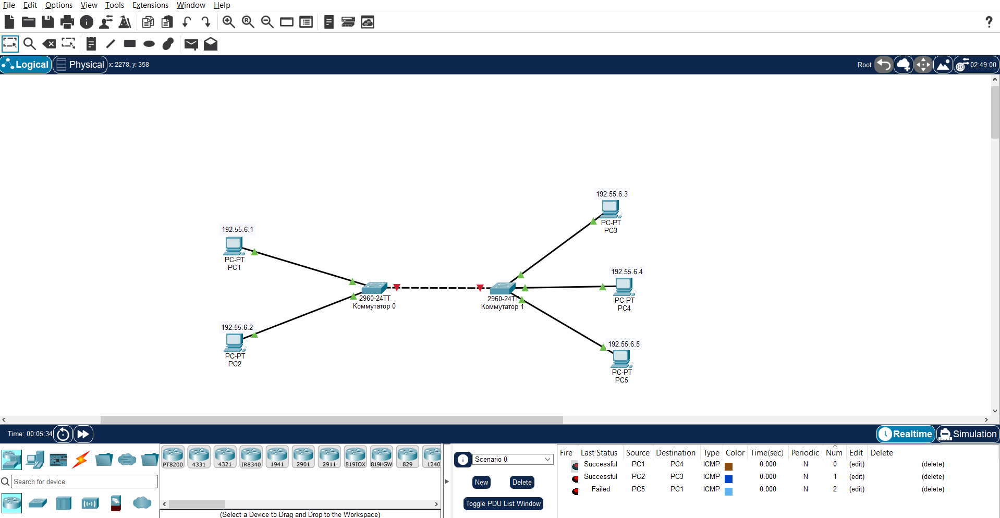 File Edit Options View Tools Extensions Window Help
?
Logical Physical x: 2278, y: 358 Root 02:49:00
192.55.6.3
PC-PT
PC3
192.55.6.1
PC-PT
PC1
192.55.6.4
PC-PT
PC4
2960-24TT
Коммутатор 0
2960-24TT
Коммутатор 1
192.55.6.2
PC-PT
PC2
192.55.6.5
PC-PT
PC5
Time: 00:05:34 Realtime Simulation
PT8200 4331 4321 IR8340 1941 2901 2911 819IOX 819HGW 829 1240
Search for device
(Select a Device to Drag and Drop to the Workspace)
Scenario 0
New Delete
Toggle PDU List Window
Fire Last Status Source Destination Type Color Time(sec) Periodic Num Edit Delete
Successful PC1 PC4 ICMP 0.000 N 0 (edit) (delete)
Successful PC2 PC3 ICMP 0.000 N 1 (edit) (delete)
Failed PC5 PC1 ICMP 0.000 N 2 (edit) (delete)